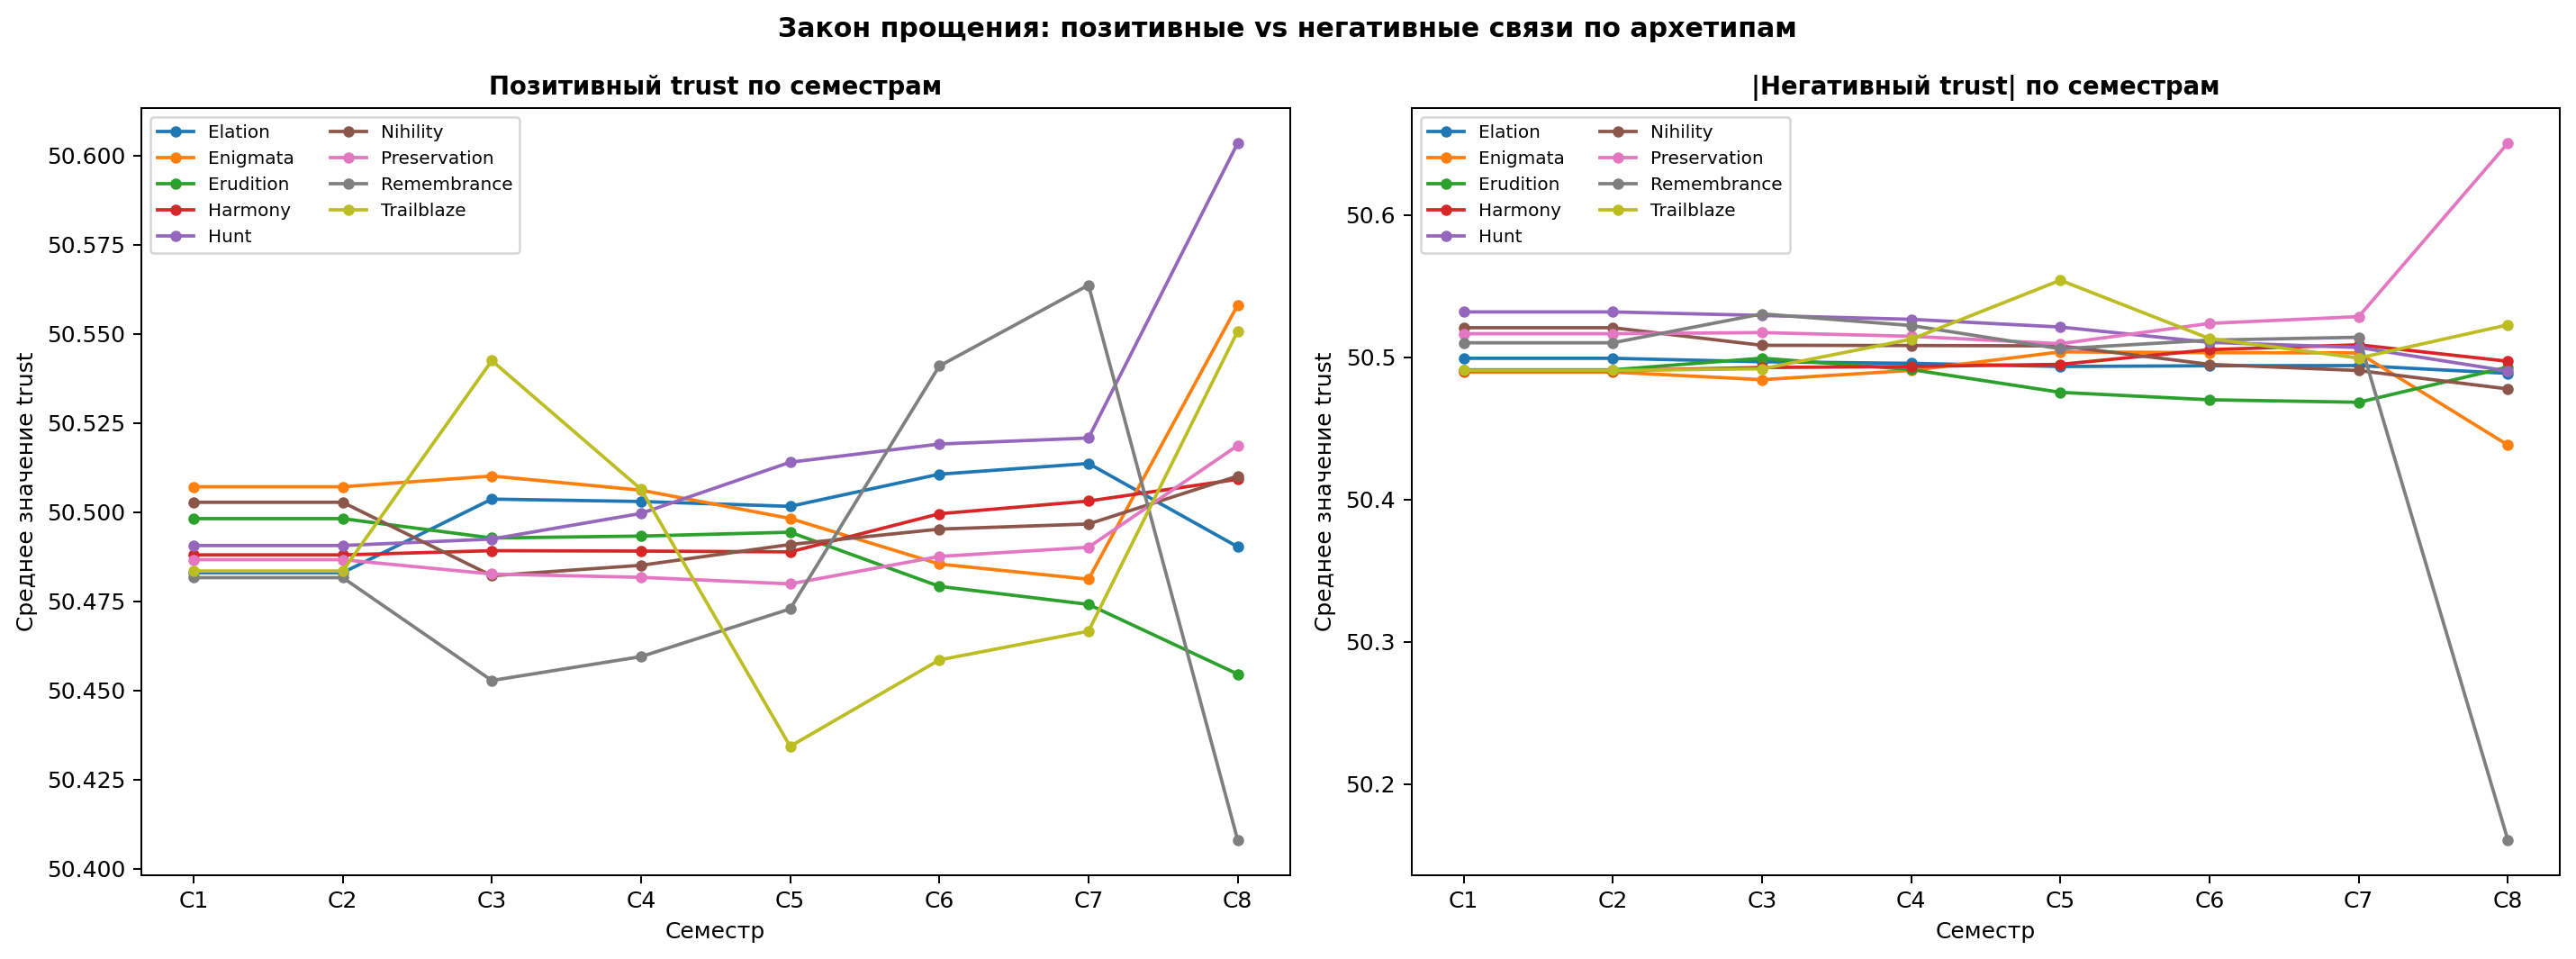 Закон прощения: позитивные vs негативные связи по архетипам
Позитивный trust по семестрам
Среднее значение trust
50.600
50.575
50.550
50.525
50.500
50.475
50.450
50.425
50.400
Elation
Enigmata
Erudition
Harmony
Hunt
Nihility
Preservation
Remembrance
Trailblaze
C1 C2 C3 C4 C5 C6 C7 C8
Семестр
|Негативный trust| по семестрам
Среднее значение trust
50.6
50.5
50.4
50.3
50.2
Elation
Enigmata
Erudition
Harmony
Hunt
Nihility
Preservation
Remembrance
Trailblaze
C1 C2 C3 C4 C5 C6 C7 C8
Семестр